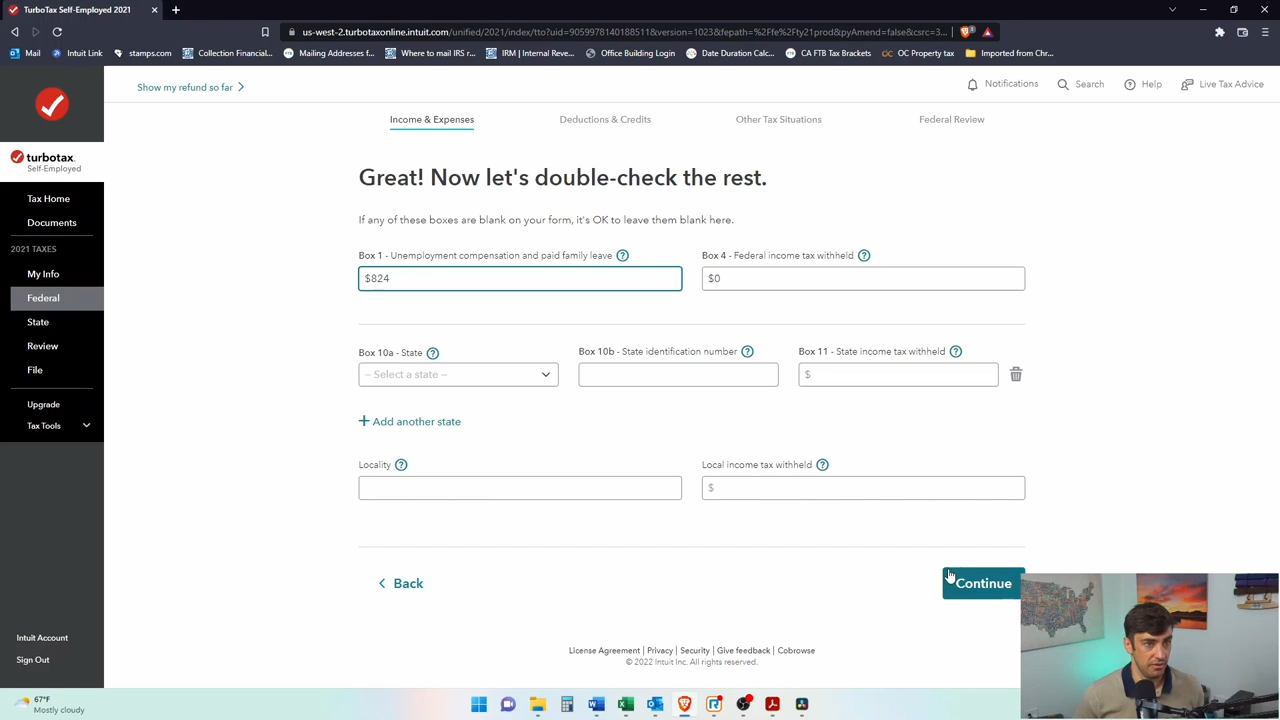 TurboTax Self-Employed 2021
us-west-2.turbotaxonline.intuit.com/unified/2021/index/tto?uid=9059978140188511&version=1023&fepath=%2Ffe%2Fty21prod&pyAmend=false&csrc=3...
Mail
Intuit Link
stamps.com
Collection Financial...
Mailing Addresses f...
Where to mail IRS r...
IRM | Internal Reve...
Office Building Login
Date Duration Calc...
CA FTB Tax Brackets
OC Property tax
Imported from Chr...
Show my refund so far
Notifications
Search
Help
Live Tax Advice
Income & Expenses
Deductions & Credits
Other Tax Situations
Federal Review
turbotax
Self-Employed
Tax Home
Documents
2021 TAXES
My Info
Federal
State
Review
File
Upgrade
Tax Tools
Intuit Account
Sign Out
Great! Now let's double-check the rest.
If any of these boxes are blank on your form, it's OK to leave them blank here.
Box 1 - Unemployment compensation and paid family leave
Box 4 - Federal income tax withheld
$824
$0
Box 10a - State
Box 10b - State identification number
Box 11 - State income tax withheld
-- Select a state --
$
+ Add another state
Locality
Local income tax withheld
$
Back
Continue
License Agreement | Privacy | Security | Give feedback | Cobrowse
© 2022 Intuit Inc. All rights reserved.
67°F
Mostly cloudy